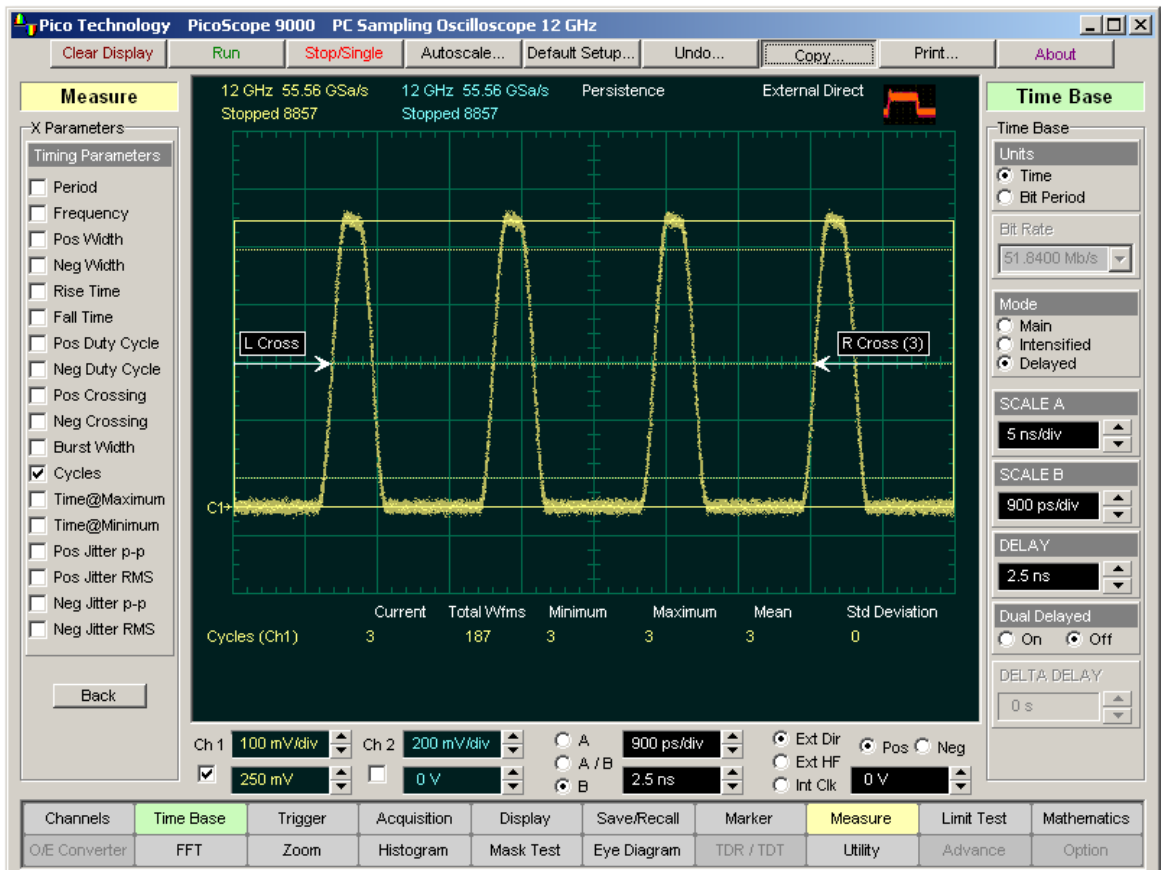 Pico Technology PicoScope 9000 PC Sampling Oscilloscope 12 GHz
Clear Display Run Stop/Single Autoscale... Default Setup... Undo... Copy... Print... About
Measure
X Parameters
Timing Parameters
Period
Frequency
Pos Width
Neg Width
Rise Time
Fall Time
Pos Duty Cycle
Neg Duty Cycle
Pos Crossing
Neg Crossing
Burst Width
Cycles
Time@Maximum
Time@Minimum
Pos Jitter p-p
Pos Jitter RMS
Neg Jitter p-p
Neg Jitter RMS
Back
12 GHz 55.56 GSa/s 12 GHz 55.56 GSa/s Persistence External Direct
Stopped 8857 Stopped 8857
L Cross R Cross (3)
C1
Current Total Wfms Minimum Maximum Mean Std Deviation
Cycles (Ch1) 3 187 3 3 3 0
Time Base
Time Base
Units
Time
Bit Period
Bit Rate
51.8400 Mb/s
Mode
Main
Intensified
Delayed
SCALE A
5 ns/div
SCALE B
900 ps/div
DELAY
2.5 ns
Dual Delayed
On Off
DELTA DELAY
0 s
Ch 1 100 mV/div Ch 2 200 mV/div A 900 ps/div Ext Dir Pos Neg
A / B Ext HF
250 mV 0 V B 2.5 ns Int Clk 0 V
Channels Time Base Trigger Acquisition Display Save/Recall Marker Measure Limit Test Mathematics
O/E Converter FFT Zoom Histogram Mask Test Eye Diagram TDR / TDT Utility Advance Option